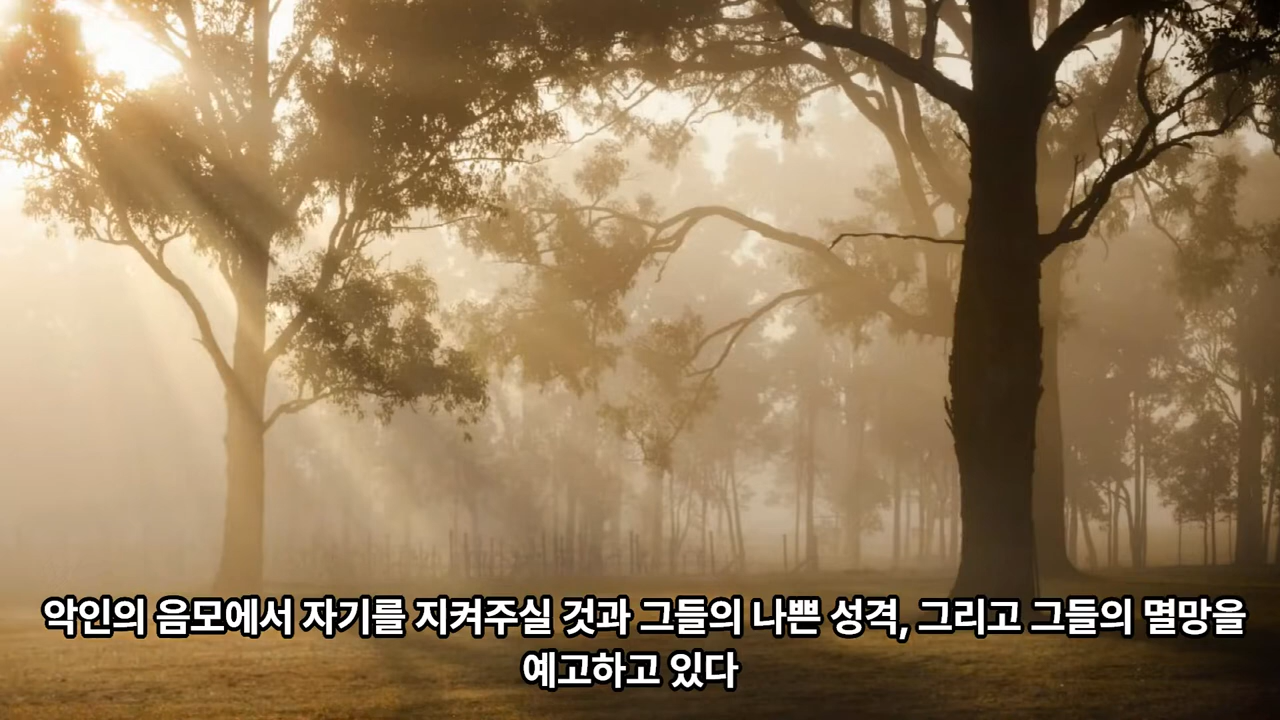 악인의 음모에서 자기를 지켜주실 것과 그들의 나쁜 성격, 그리고 그들의 멸망을
예고하고 있다